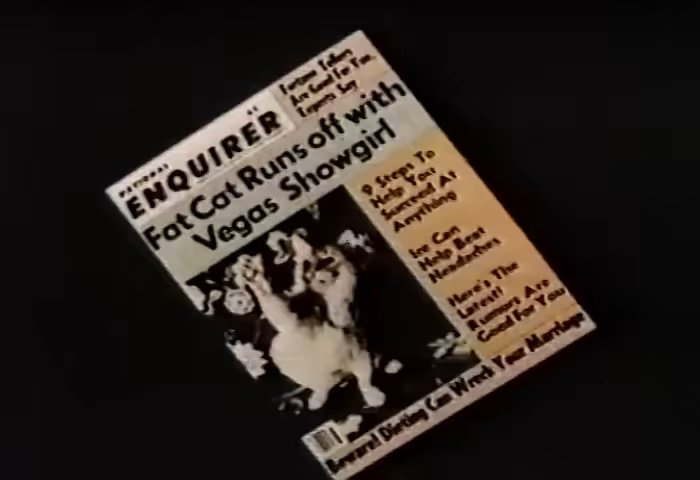 Fortune Tellers
Are Good For You,
Experts Say
NATIONAL
ENQUIRER
Fat Cat Runs off with
Vegas Showgirl
9 Steps To
Help You
Succeed At
Anything
Ice Can
Help Beat
Headaches
Here's The
Latest!
Rumors Are
Good For You
Beware! Dieting Can Wreck Your Marriage